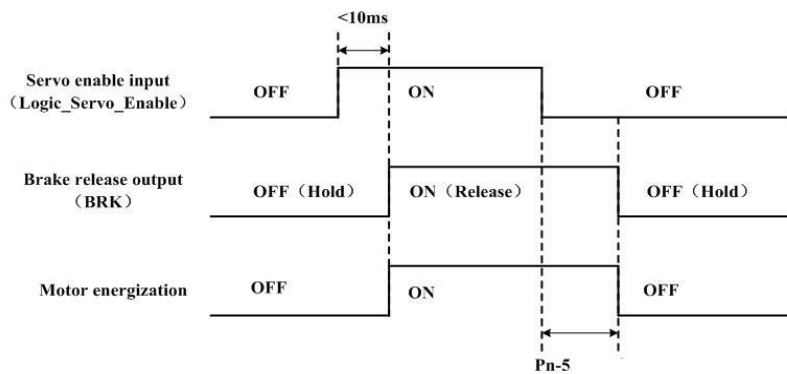 <10ms
Servo enable input
（Logic_Servo_Enable）
OFF
ON
OFF
Brake release output
（BRK）
OFF（Hold）
ON（Release）
OFF（Hold）
Motor energization
OFF
ON
OFF
Pn-5